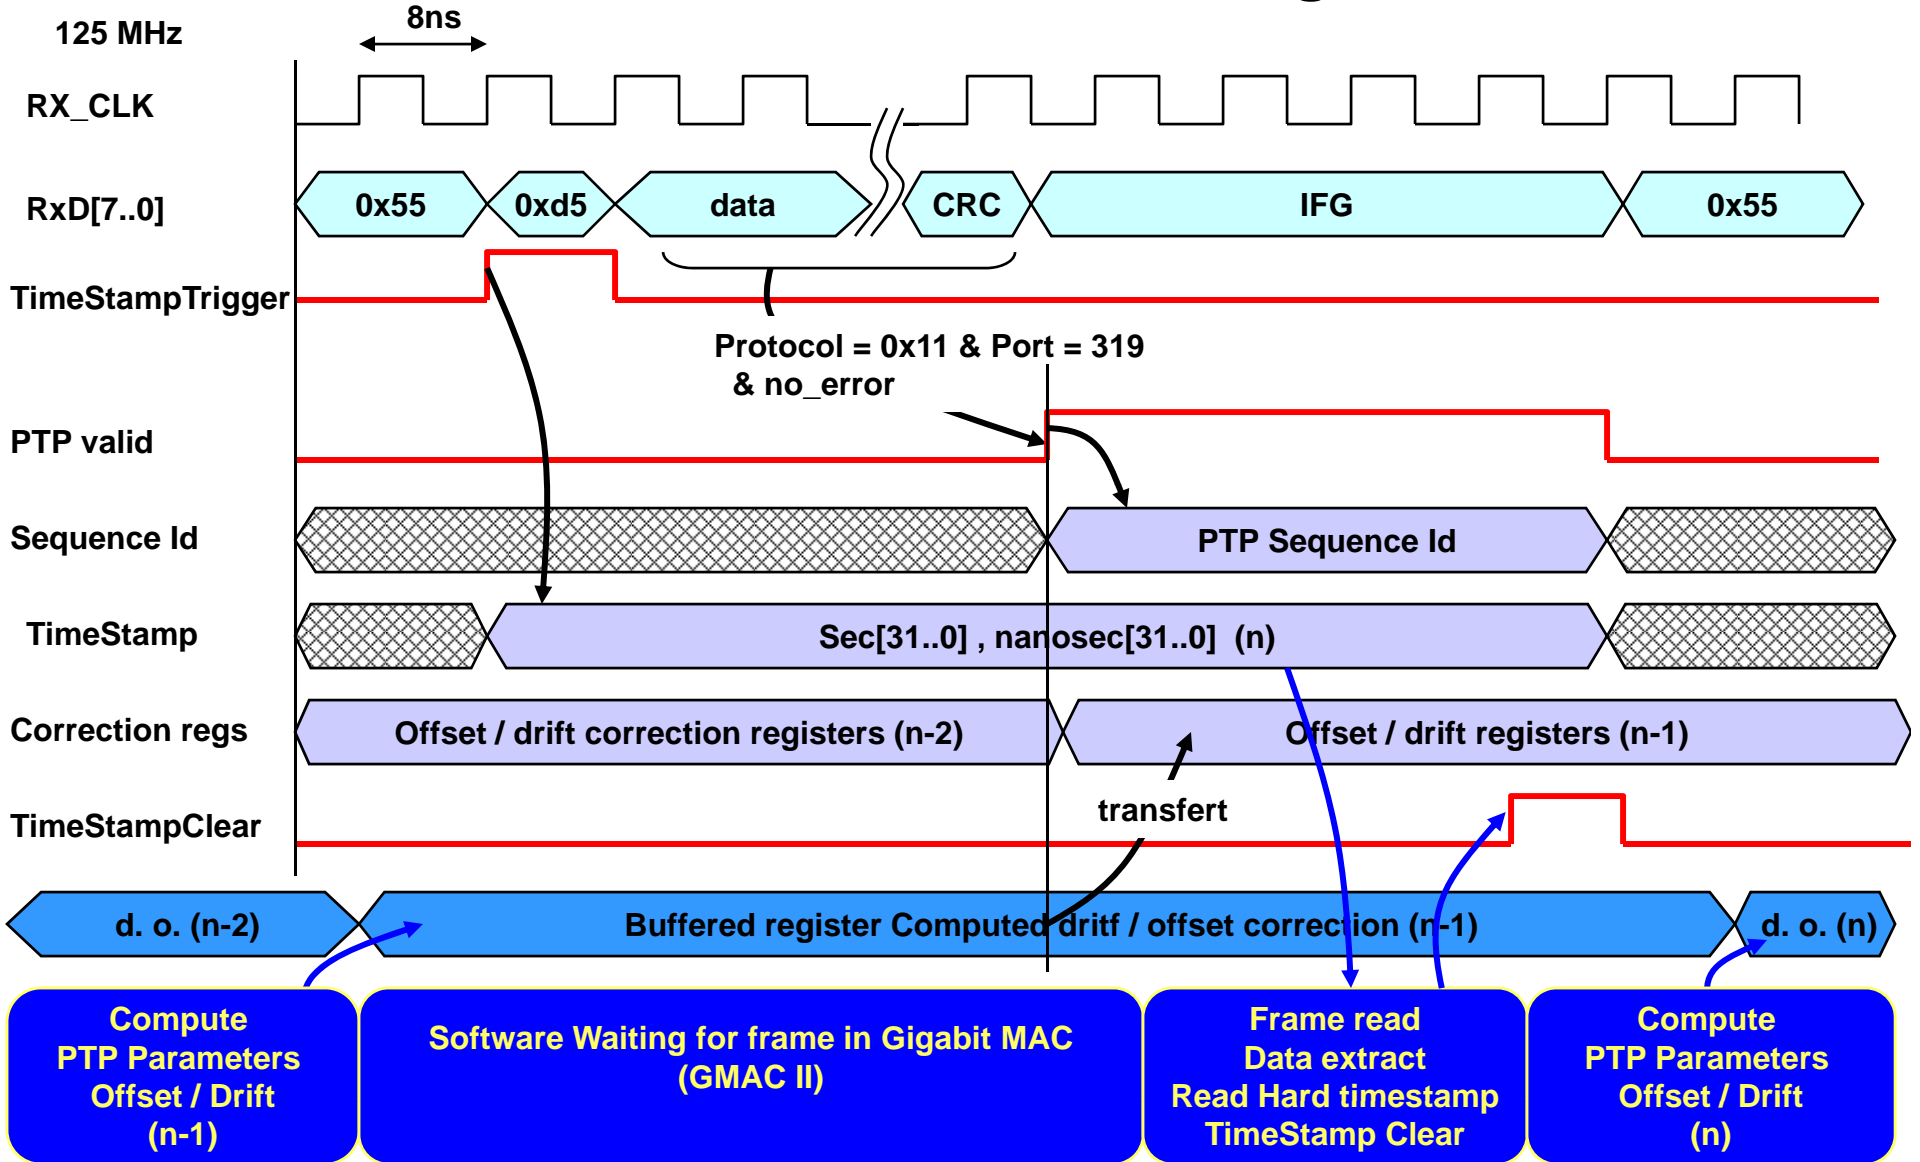 8ns
125 MHz
RX_CLK
RxD[7..0]
0x55
0xd5
data
CRC
IFG
0x55
TimeStampTrigger
Protocol = 0x11 & Port = 319
& no_error
PTP valid
Sequence Id
PTP Sequence Id
TimeStamp
Sec[31..0] , nanosec[31..0] (n)
Correction regs
Offset / drift correction registers (n-2)
Offset / drift registers (n-1)
transfert
TimeStampClear
d. o. (n-2)
Buffered register Computed dritf / offset correction (n-1)
d. o. (n)
Compute
PTP Parameters
Offset / Drift
(n-1)
Software Waiting for frame in Gigabit MAC
(GMAC II)
Frame read
Data extract
Read Hard timestamp
TimeStamp Clear
Compute
PTP Parameters
Offset / Drift
(n)